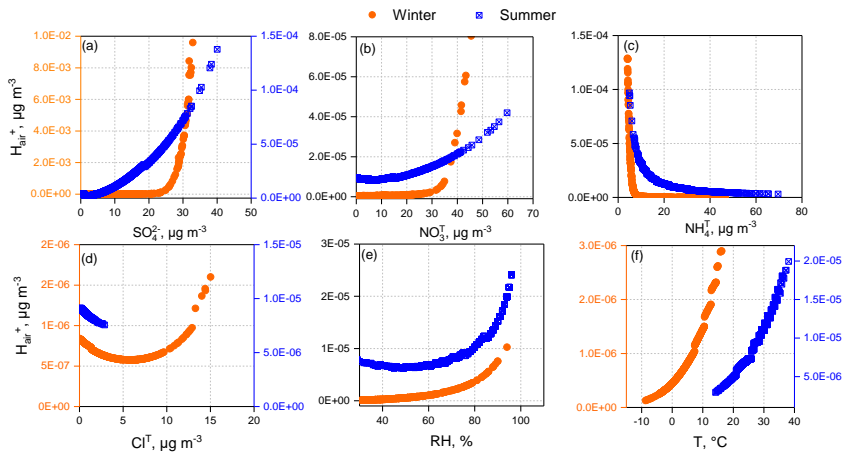 Winter Summer
(a)
H_air^+, µg m-3
1.0E-02
8.0E-03
6.0E-03
4.0E-03
2.0E-03
0.0E+00
1.5E-04
1.0E-04
5.0E-05
0.0E+00
0 10 20 30 40 50
SO₄²⁻, µg m-3
(b)
8.0E-05
6.0E-05
4.0E-05
2.0E-05
0.0E+00
0 10 20 30 40 50 60 70
NO₃ᵀ, µg m-3
(c)
1.5E-04
1.0E-04
5.0E-05
0.0E+00
0 20 40 60 80
NH₄ᵀ, µg m-3
(d)
H_air^+, µg m-3
2E-06
2E-06
1E-06
5E-07
0E+00
1.5E-05
1.0E-05
5.0E-06
0.0E+00
0 5 10 15 20
Clᵀ, µg m-3
(e)
3E-05
2E-05
1E-05
0E+00
40 60 80 100
RH, %
(f)
3.0E-06
2.0E-06
1.0E-06
0.0E+00
2.0E-05
1.5E-05
1.0E-05
5.0E-06
-10 0 10 20 30 40
T, °C